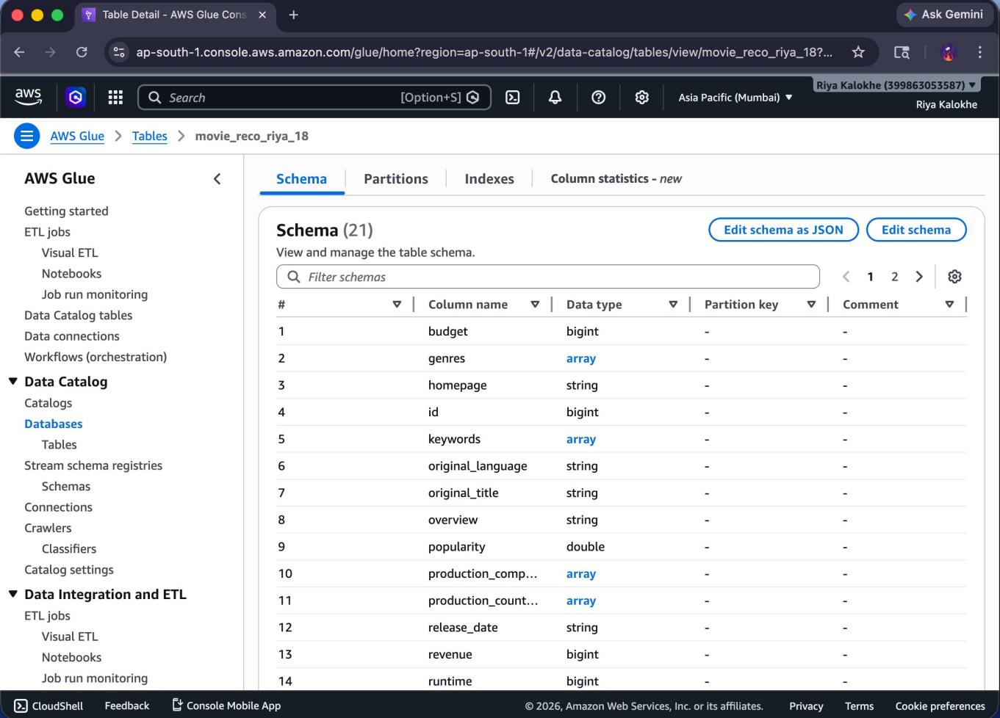 Table Detail - AWS Glue Cons
Ask Gemini
ap-south-1.console.aws.amazon.com/glue/home?region=ap-south-1#/v2/data-catalog/tables/view/movie_reco_riya_18?...
aws
Search
[Option+S]
Asia Pacific (Mumbai)
Riya Kalokhe (399863053587)
Riya Kalokhe
AWS Glue
Tables
movie_reco_riya_18
AWS Glue
Getting started
ETL jobs
Visual ETL
Notebooks
Job run monitoring
Data Catalog tables
Data connections
Workflows (orchestration)
Data Catalog
Catalogs
Databases
Tables
Stream schema registries
Schemas
Connections
Crawlers
Classifiers
Catalog settings
Data Integration and ETL
ETL jobs
Visual ETL
Notebooks
Job run monitoring
Schema Partitions Indexes Column statistics - new
Schema (21)
Edit schema as JSON
Edit schema
View and manage the table schema.
Filter schemas
1 2
# Column name Data type Partition key Comment
1 budget bigint - -
2 genres array - -
3 homepage string - -
4 id bigint - -
5 keywords array - -
6 original_language string - -
7 original_title string - -
8 overview string - -
9 popularity double - -
10 production_comp... array - -
11 production_count... array - -
12 release_date string - -
13 revenue bigint - -
14 runtime bigint - -
CloudShell Feedback Console Mobile App © 2026, Amazon Web Services, Inc. or its affiliates. Privacy Terms Cookie preferences